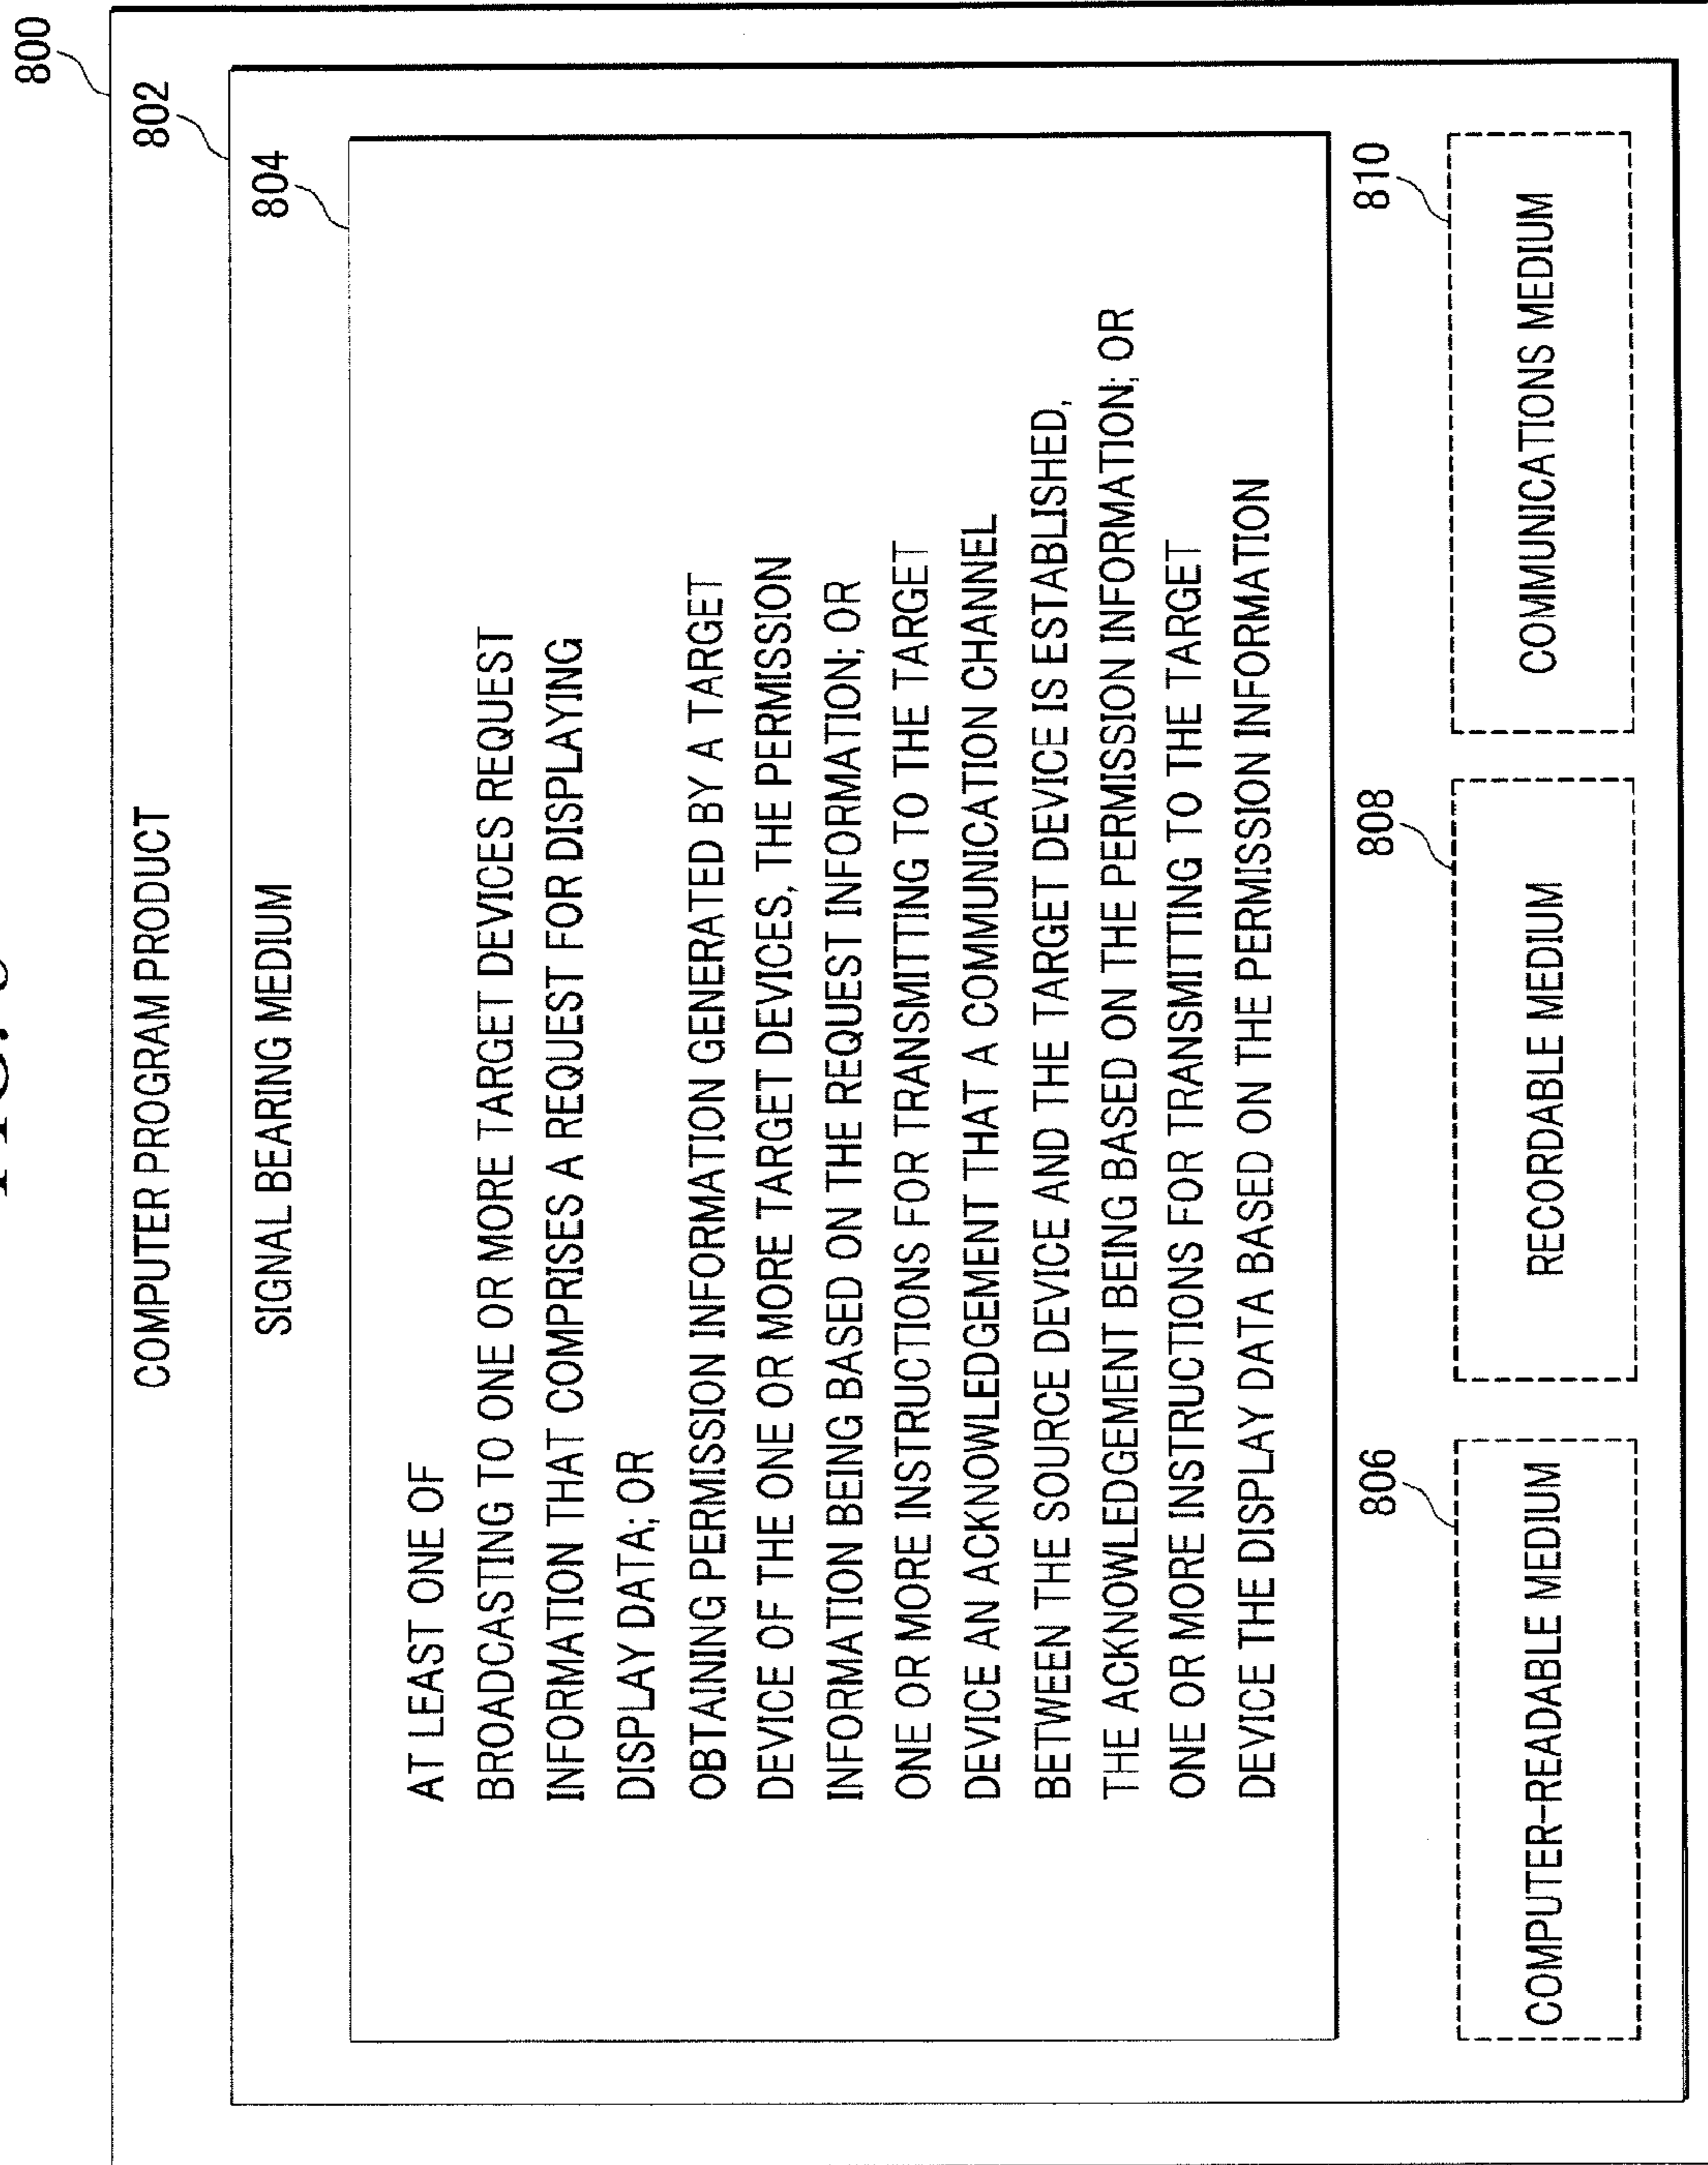 800
COMPUTER PROGRAM PRODUCT
802
SIGNAL BEARING MEDIUM
804
AT LEAST ONE OF
BROADCASTING TO ONE OR MORE TARGET DEVICES REQUEST
INFORMATION THAT COMPRISES A REQUEST FOR DISPLAYING
DISPLAY DATA; OR
OBTAINING PERMISSION INFORMATION GENERATED BY A TARGET
DEVICE OF THE ONE OR MORE TARGET DEVICES, THE PERMISSION
INFORMATION BEING BASED ON THE REQUEST INFORMATION; OR
ONE OR MORE INSTRUCTIONS FOR TRANSMITTING TO THE TARGET
DEVICE AN ACKNOWLEDGEMENT THAT A COMMUNICATION CHANNEL
BETWEEN THE SOURCE DEVICE AND THE TARGET DEVICE IS ESTABLISHED,
THE ACKNOWLEDGEMENT BEING BASED ON THE PERMISSION INFORMATION; OR
ONE OR MORE INSTRUCTIONS FOR TRANSMITTING TO THE TARGET
DEVICE THE DISPLAY DATA BASED ON THE PERMISSION INFORMATION
806
808
810
COMPUTER-READABLE MEDIUM
RECORDABLE MEDIUM
COMMUNICATIONS MEDIUM